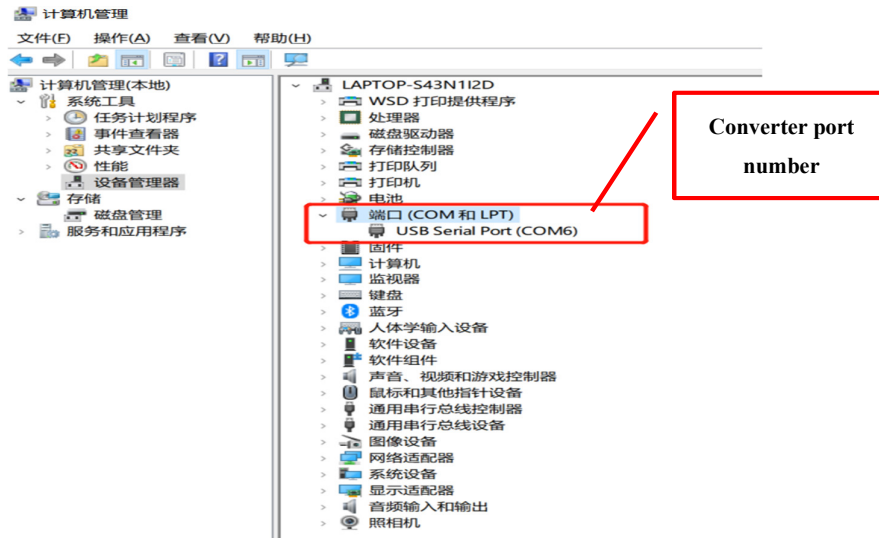 计算机管理
文件(F) 操作(A) 查看(V) 帮助(H)
计算机管理(本地)
系统工具
任务计划程序
事件查看器
共享文件夹
性能
设备管理器
存储
磁盘管理
服务和应用程序
LAPTOP-S43N1I2D
WSD 打印提供程序
处理器
磁盘驱动器
存储控制器
打印队列
打印机
电池
端口 (COM 和 LPT)
USB Serial Port (COM6)
固件
计算机
监视器
键盘
蓝牙
人体学输入设备
软件设备
软件组件
声音、视频和游戏控制器
鼠标和其他指针设备
通用串行总线控制器
通用串行总线设备
图像设备
网络适配器
系统设备
显示适配器
音频输入和输出
照相机
Converter port
number